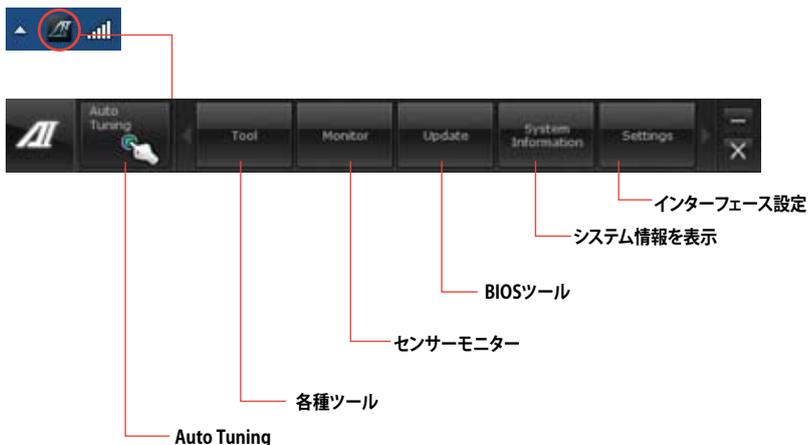 Auto
Tuning
Tool
Monitor
Update
System
Information
Settings
インターフェース設定
システム情報を表示
BIOSツール
センサーモニター
各種ツール
Auto Tuning